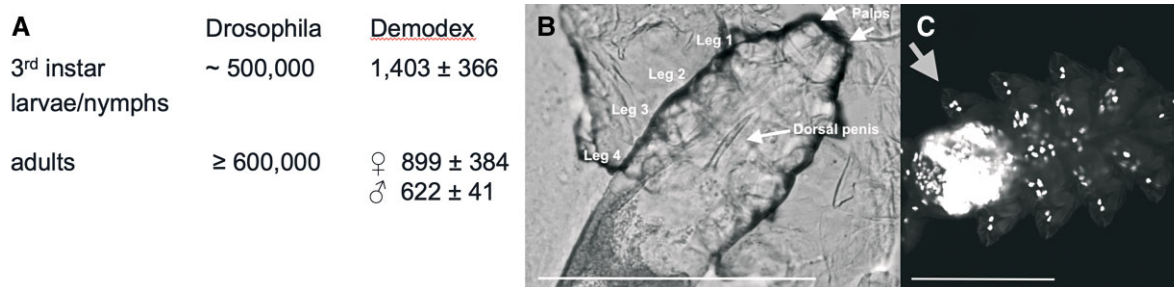 A Drosophila Demodex
3rd instar ~ 500,000 1,403 ± 366
larvae/nymphs
adults ≥ 600,000 ♀ 899 ± 384
♂ 622 ± 41
B
Palps
Leg 1
Leg 2
Leg 3
Dorsal penis
Leg 4
C